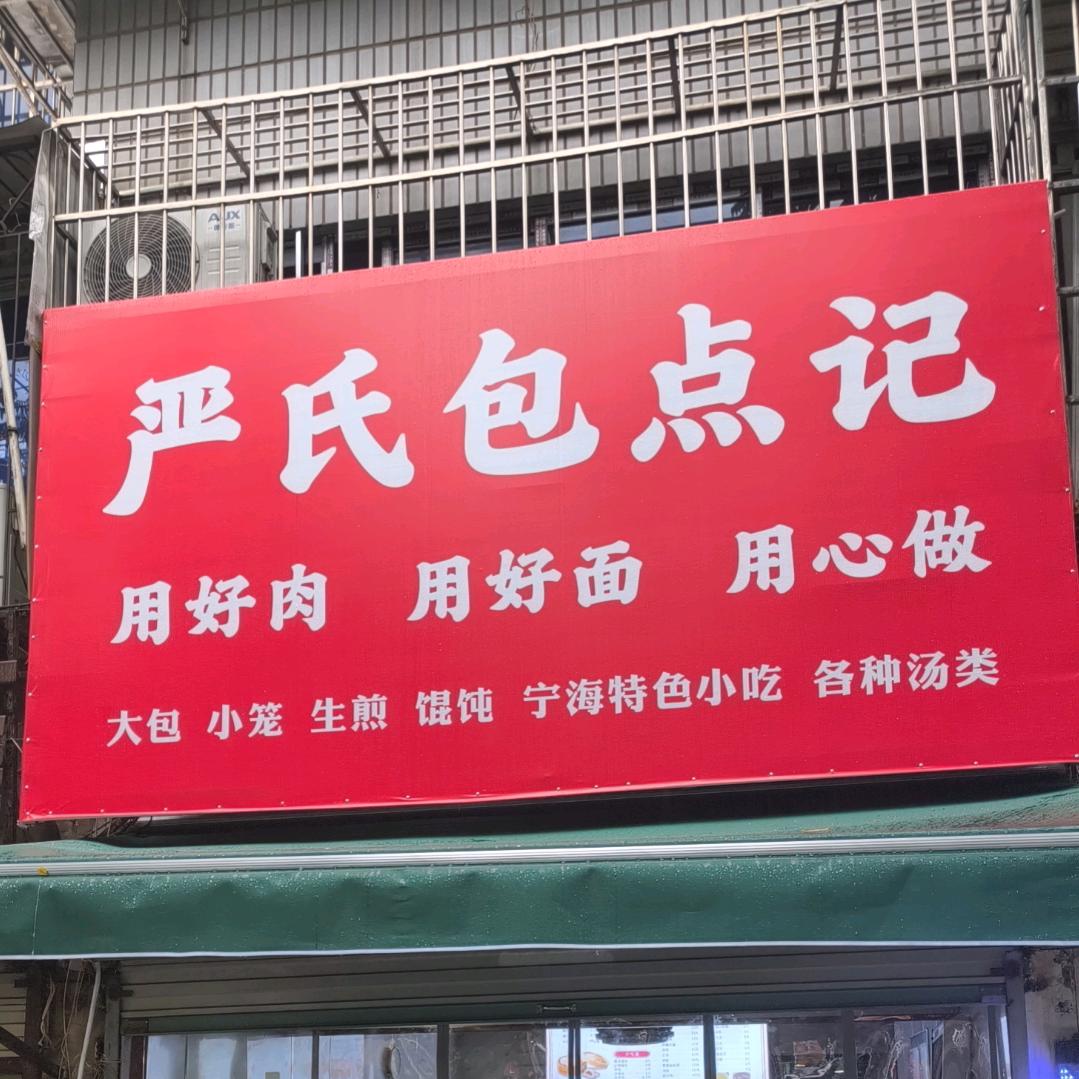 AUX
严氏包点记
用好肉 用好面 用心做
大包 小笼 生煎 馄饨 宁海特色小吃 各种汤类